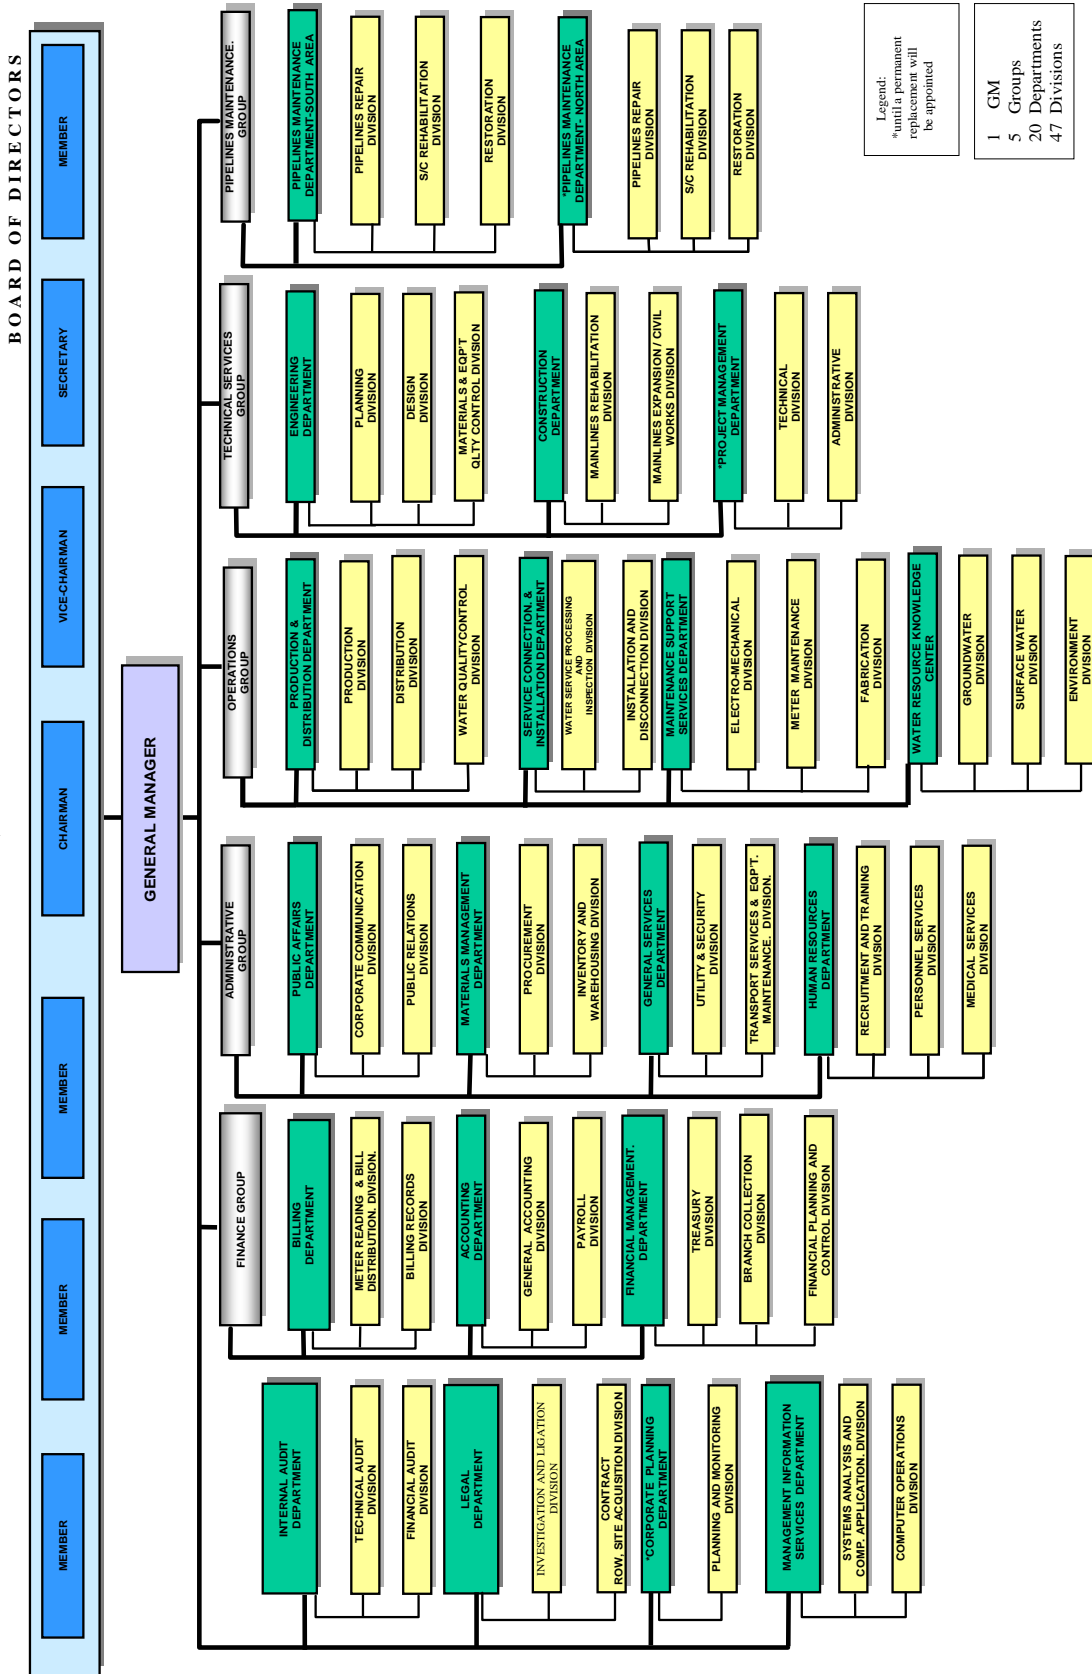 BOARD OF DIRECTORS
MEMBER
MEMBER
MEMBER
CHAIRMAN
VICE-CHAIRMAN
SECRETARY
MEMBER
GENERAL MANAGER
INTERNAL AUDIT
DEPARTMENT
TECHNICAL AUDIT
DIVISION
FINANCIAL AUDIT
DIVISION
LEGAL
DEPARTMENT
INVESTIGATION AND LIGATION
DIVISION
CONTRACT
ROW, SITE ACQUISITION DIVISION
*CORPORATE PLANNING
DEPARTMENT
PLANNING AND MONITORING
DIVISION
MANAGEMENT INFORMATION
SERVICES DEPARTMENT
SYSTEMS ANALYSIS AND
COMP. APPLICATION. DIVISION
COMPUTER OPERATIONS
DIVISION
FINANCE GROUP
BILLING
DEPARTMENT
METER READING & BILL
DISTRIBUTION. DIVISION.
BILLING RECORDS
DIVISION
ACCOUNTING
DEPARTMENT
GENERAL ACCOUNTING
DIVISION
PAYROLL
DIVISION
FINANCIAL MANAGEMENT.
DEPARTMENT
TREASURY
DIVISION
BRANCH COLLECTION
DIVISION
FINANCIAL PLANNING AND
CONTROL DIVISION
ADMINISTRATIVE
GROUP
PUBLIC AFFAIRS
DEPARTMENT
CORPORATE COMMUNICATION
DIVISION
PUBLIC RELATIONS
DIVISION
MATERIALS MANAGEMENT
DEPARTMENT
PROCUREMENT
DIVISION
INVENTORY AND
WAREHOUSING DIVISION
GENERAL SERVICES
DEPARTMENT
UTILITY & SECURITY
DIVISION
TRANSPORT SERVICES & EQP'T.
MAINTENANCE. DIVISION.
HUMAN RESOURCES
DEPARTMENT
RECRUITMENT AND TRAINING
DIVISION
PERSONNEL SERVICES
DIVISION
MEDICAL SERVICES
DIVISION
OPERATIONS
GROUP
PRODUCTION &
DISTRIBUTION DEPARTMENT
PRODUCTION
DIVISION
DISTRIBUTION
DIVISION
WATER QUALITYCONTROL
DIVISION
SERVICE CONNECTION. &
INSTALLATION DEPARTMENT
WATER SERVICE PROCESSING
AND
INSPECTION DIVISION
INSTALLATION AND
DISCONNECTION DIVISION
MAINTENANCE SUPPORT
SERVICES DEPARTMENT
ELECTRO-MECHANICAL
DIVISION
METER MAINTENANCE
DIVISION
FABRICATION
DIVISION
WATER RESOURCE KNOWLEDGE
CENTER
GROUNDWATER
DIVISION
SURFACE WATER
DIVISION
ENVIRONMENT
DIVISION
TECHNICAL SERVICES
GROUP
ENGINEERING
DEPARTMENT
PLANNING
DIVISION
DESIGN
DIVISION
MATERIALS & EQP'T
QLTY CONTROL DIVISION
CONSTRUCTION
DEPARTMENT
MAINLINES REHABILITATION
DIVISION
MAINLINES EXPANSION / CIVIL
WORKS DIVISION
*PROJECT MANAGEMENT
DEPARTMENT
TECHNICAL
DIVISION
ADMINISTRATIVE
DIVISION
PIPELINES MAINTENANCE.
GROUP
PIPELINES MAINTENANCE
DEPARTMENT-SOUTH AREA
PIPELINES REPAIR
DIVISION
S/C REHABILITATION
DIVISION
RESTORATION
DIVISION
*PIPELINES MAINTENANCE
DEPARTMENT- NORTH AREA
PIPELINES REPAIR
DIVISION
S/C REHABILITATION
DIVISION
RESTORATION
DIVISION
Legend:
*until a permanent
replacement will
be appointed
1 GM
5 Groups
20 Departments
47 Divisions